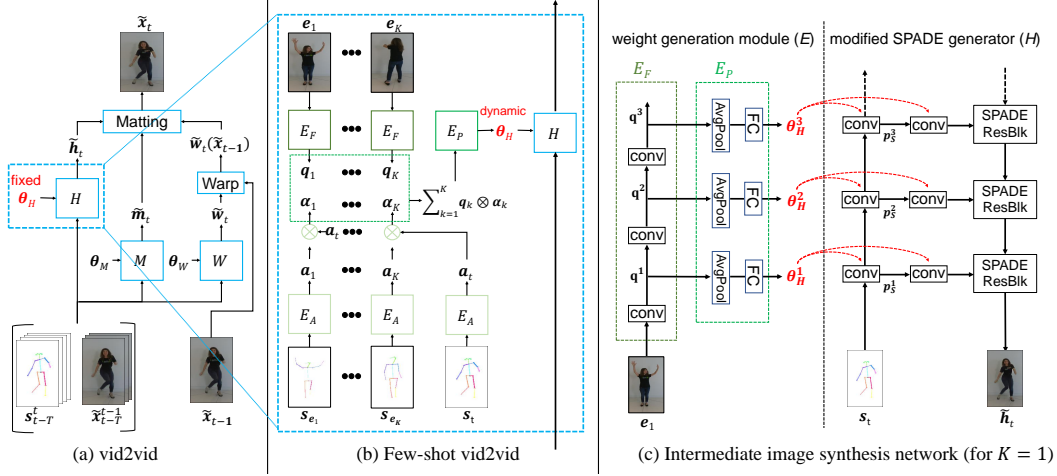 x̃_t
Matting
h̃_t
w̃_t(x̃_{t-1})
fixed
θ_H
H
Warp
m̃_t
w̃_t
θ_M
M
θ_W
W
s^t_{t-T}
x̃^{t-1}_{t-T}
x̃_{t-1}
(a) vid2vid
e_1
e_K
E_F
E_F
E_P
dynamic
θ_H
H
q_1
q_K
α_1
α_K
∑^K_{k=1} q_k ⊗ α_k
a_t
a_1
a_K
a_t
E_A
E_A
E_A
s_{e_1}
s_{e_K}
s_t
(b) Few-shot vid2vid
weight generation module (E)
modified SPADE generator (H)
E_F
E_P
q^3
AvgPool
FC
θ^3_H
conv
p^3_S
conv
SPADE
ResBlk
conv
q^2
AvgPool
FC
θ^2_H
conv
p^2_S
conv
SPADE
ResBlk
conv
q^1
AvgPool
FC
θ^1_H
conv
p^1_S
conv
SPADE
ResBlk
conv
e_1
s_t
h̃_t
(c) Intermediate image synthesis network (for K = 1)